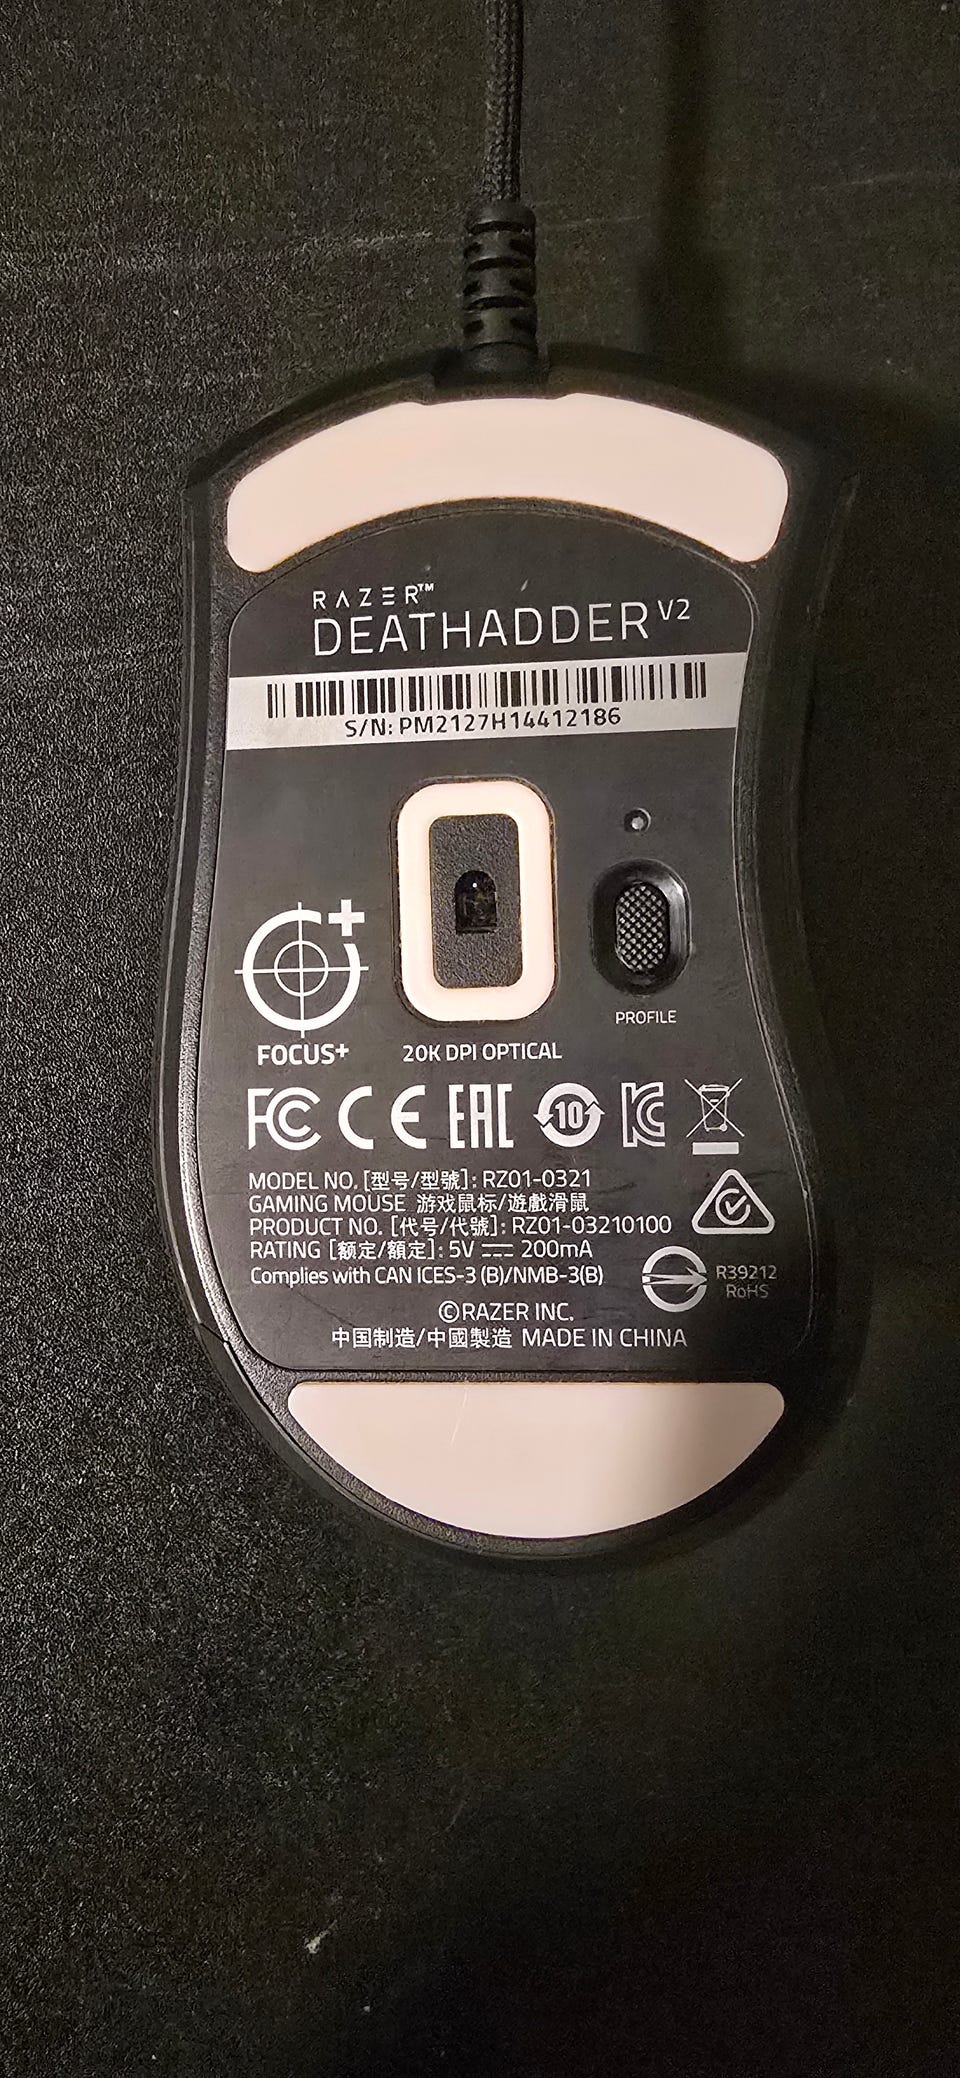 RAZER™
DEATHADDER V2
S/N: PM2127H14412186
FOCUS+
20K DPI OPTICAL
PROFILE
FC CE EAC 10 KC
MODEL NO. [型号/型號]: RZ01-0321
GAMING MOUSE 游戏鼠标/遊戲滑鼠
PRODUCT NO. [代号/代號]: RZ01-03210100
RATING [额定/額定]: 5V ⎓ 200mA
Complies with CAN ICES-3 (B)/NMB-3(B)
R39212
RoHS
©RAZER INC.
中国制造/中國製造 MADE IN CHINA